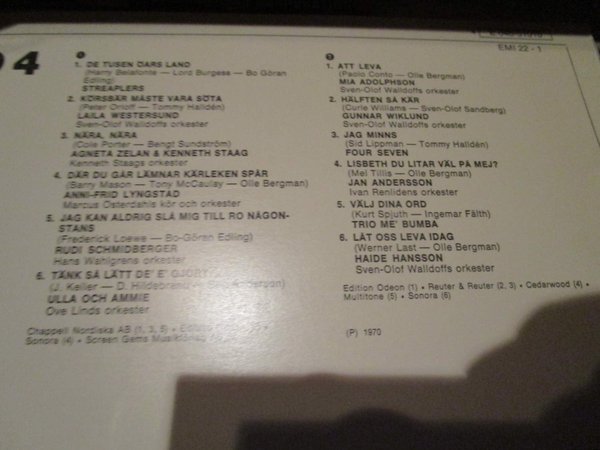 94
EMI 22 - 1
1. DE TUSEN ÖARS LAND
(Harry Belafonte — Lord Burgess — Bo Göran
Edling)
STREAPLERS
2. KÖRSBÄR MÅSTE VARA SÖTA
(Peter Orloff — Tommy Halldén)
LAILA WESTERSUND
Sven-Olof Walldoffs orkester
3. NÄRA, NÄRA
(Cole Porter — Bengt Sundström)
AGNETA ZELAN & KENNETH STAAG
Kenneth Staags orkester
4. DÄR DU GÅR LÄMNAR KÄRLEKEN SPÅR
(Barry Mason — Tony McCaulay — Olle Bergman)
ANNI-FRID LYNGSTAD
Marcus Österdahls kör och orkester
5. JAG KAN ALDRIG SLÅ MIG TILL RO NÅGON-
STANS
(Frederick Loewe — Bo-Göran Edling)
RUDI SCHMIDBERGER
Hans Wahlgrens orkester
6. TÄNK SÅ LÄTT DE' E' GJORT
(J. Keller — D. Hildebrand
ULLA OCH AMMIE
Ove Linds orkester
Chappell Nordiska AB (1, 3, 5) •
Sonora (4) • Screen Gems Musikförlag
1. ATT LEVA
(Paolo Conto — Olle Bergman)
MIA ADOLPHSON
Sven-Olof Walldoffs orkester
2. HÄLFTEN SÅ KÄR
(Curle Williams — Sven-Olof Sandberg)
GUNNAR WIKLUND
Sven-Olof Walldoffs orkester
3. JAG MINNS
(Sid Lippman — Tommy Halldén)
FOUR SEVEN
4. LISBETH DU LITAR VÄL PÅ MEJ?
(Mel Tillis — Olle Bergman)
JAN ANDERSSON
Ivan Renlidens orkester
5. VÄLJ DINA ORD
(Kurt Spjuth — Ingemar Fälth)
TRIO ME' BUMBA
6. LÅT OSS LEVA IDAG
(Werner Last — Olle Bergman)
HAIDE HANSSON
Sven-Olof Walldoffs orkester
Edition Odeon (1) • Reuter & Reuter (2, 3) • Cedarwood (4) •
Multitone (5) • Sonora (6)
(P) 1970